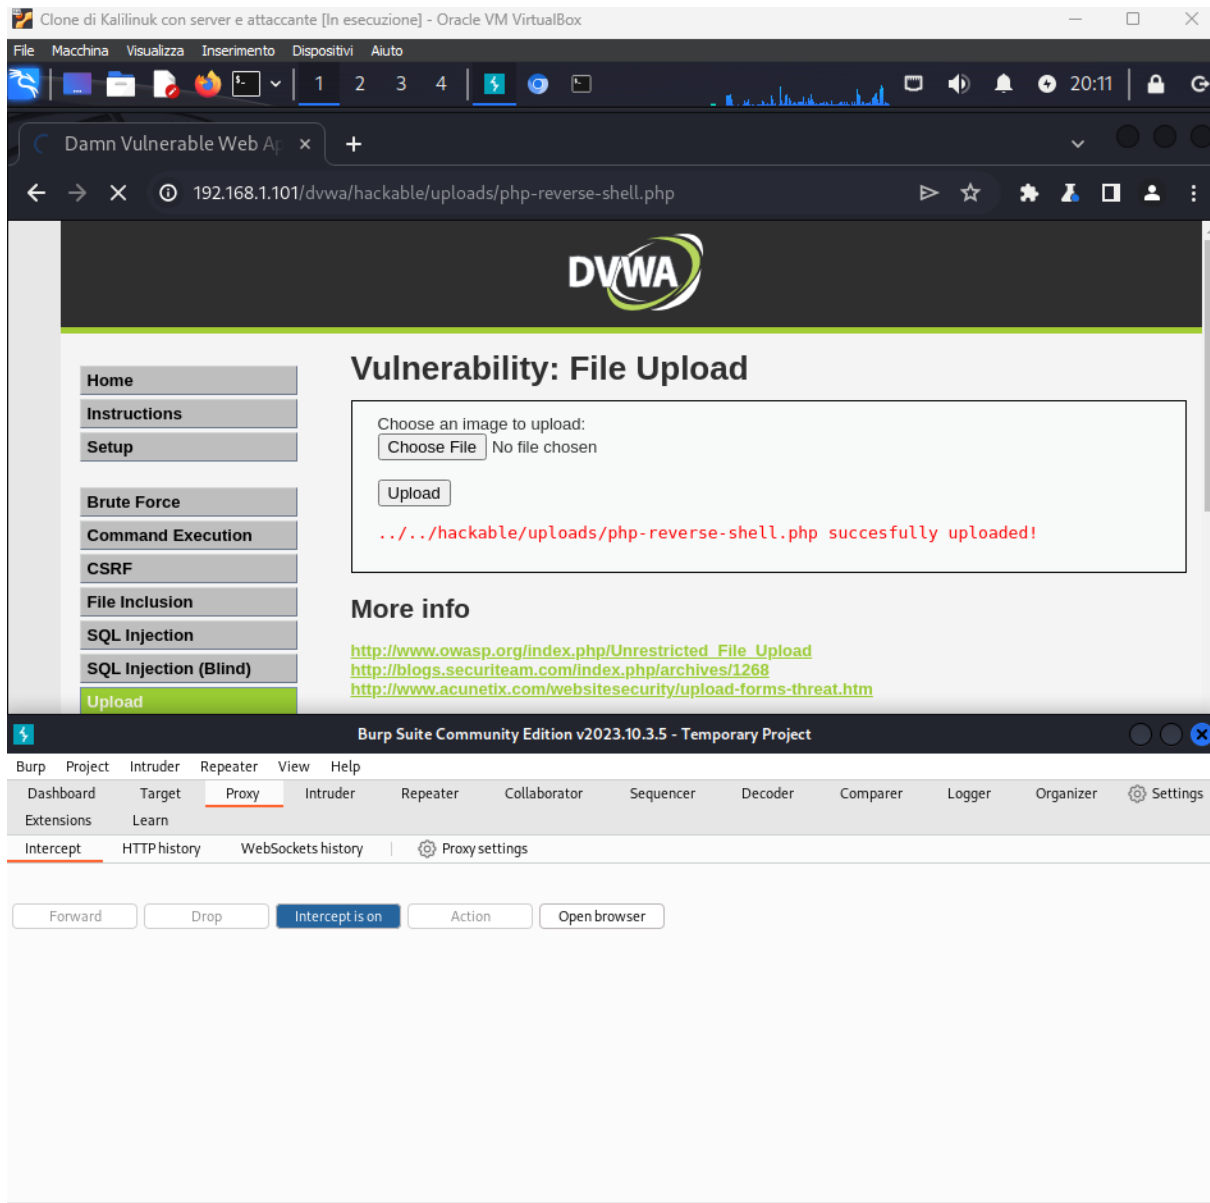 Clone di Kalilinuk con server e attaccante [In esecuzione] - Oracle VM VirtualBox
File Macchina Visualizza Inserimento Dispositivi Aiuto
1 2 3 4 20:11
Damn Vulnerable Web Ap
192.168.1.101/dvwa/hackable/uploads/php-reverse-shell.php
DVWA
Vulnerability: File Upload
Home
Instructions
Setup
Brute Force
Command Execution
CSRF
File Inclusion
SQL Injection
SQL Injection (Blind)
Upload
Choose an image to upload:
Choose File No file chosen
Upload
../../hackable/uploads/php-reverse-shell.php succesfully uploaded!
More info
http://www.owasp.org/index.php/Unrestricted_File_Upload
http://blogs.securiteam.com/index.php/archives/1268
http://www.acunetix.com/websitesecurity/upload-forms-threat.htm
Burp Suite Community Edition v2023.10.3.5 - Temporary Project
Burp Project Intruder Repeater View Help
Dashboard Target Proxy Intruder Repeater Collaborator Sequencer Decoder Comparer Logger Organizer Settings
Extensions Learn
Intercept HTTP history WebSockets history Proxy settings
Forward Drop Intercept is on Action Open browser